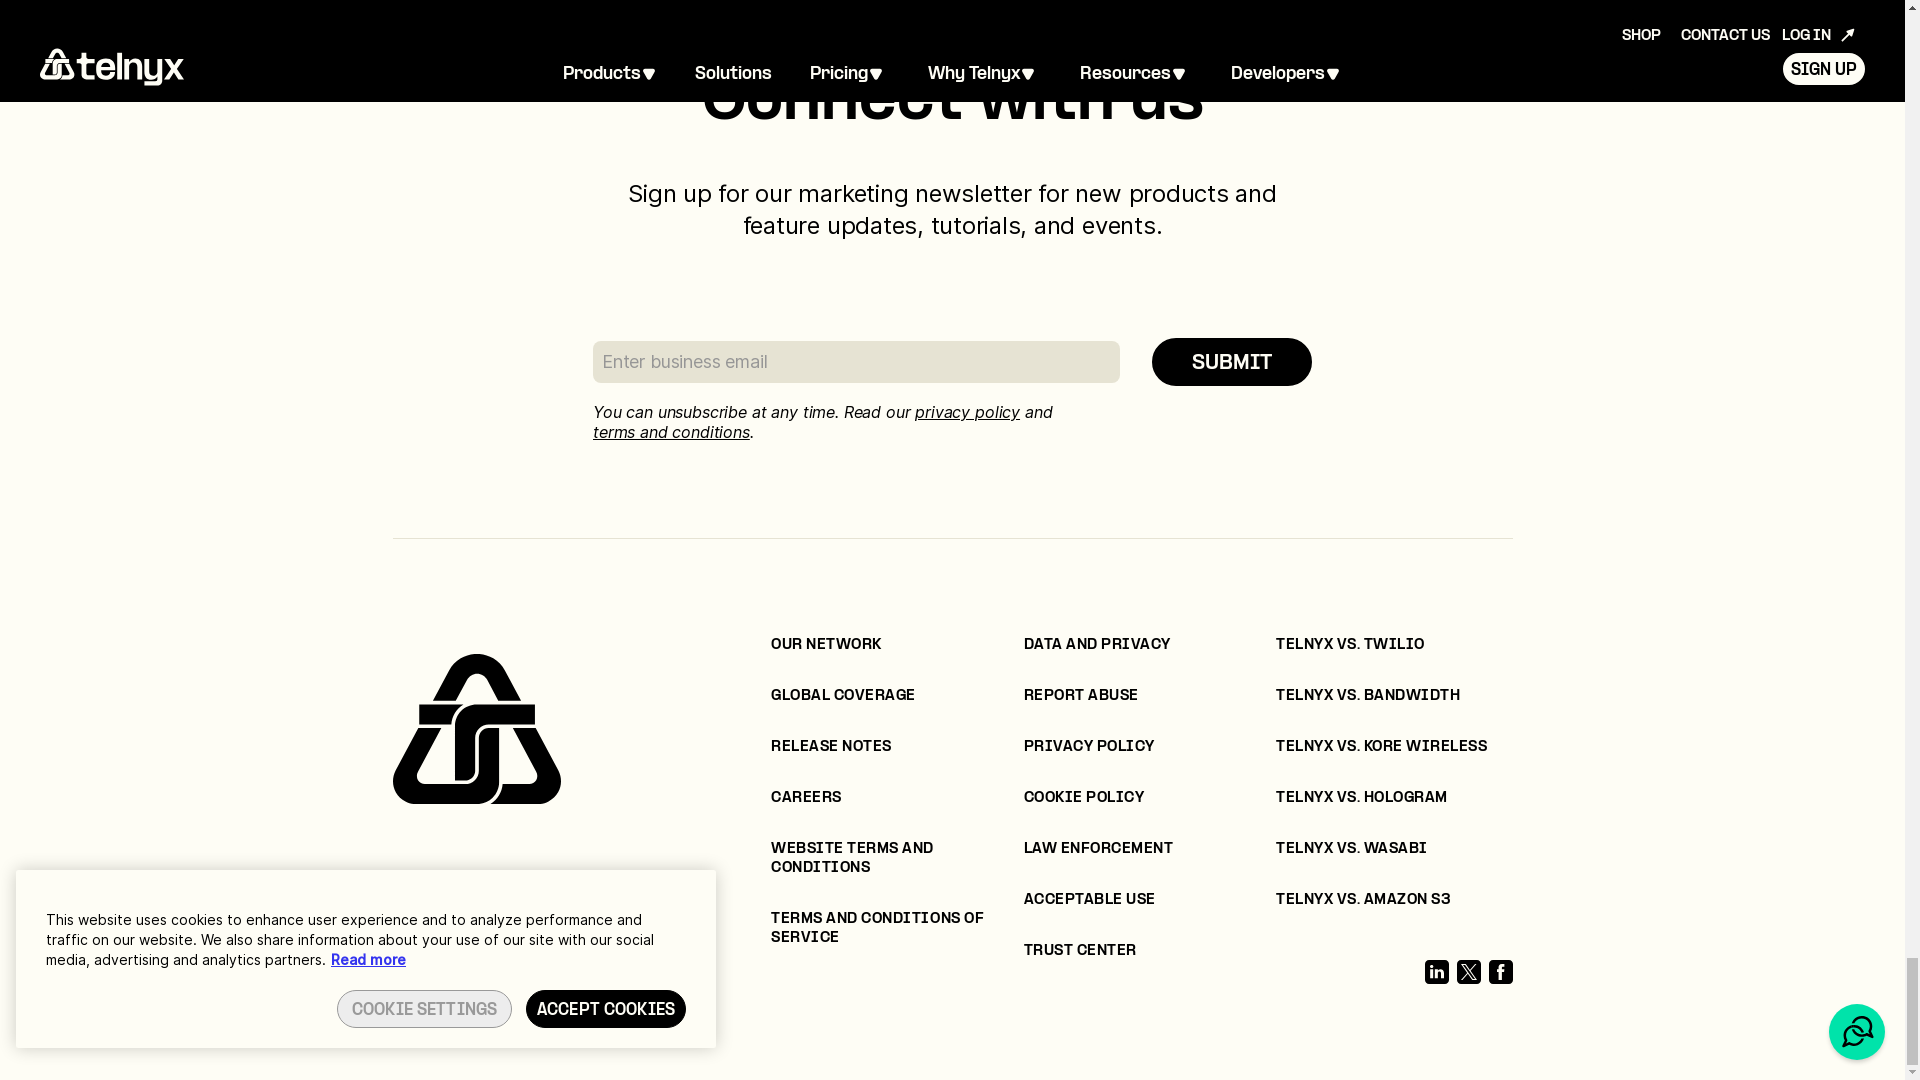 SHOP
CONTACT US
LOG IN
telnyx
Products
Solutions
Pricing
Why Telnyx
Resources
Developers
SIGN UP
Connect with us
Sign up for our marketing newsletter for new products and
feature updates, tutorials, and events.
Enter business email
SUBMIT
You can unsubscribe at any time. Read our privacy policy and
terms and conditions.
OUR NETWORK
GLOBAL COVERAGE
RELEASE NOTES
CAREERS
WEBSITE TERMS AND
CONDITIONS
TERMS AND CONDITIONS OF
SERVICE
DATA AND PRIVACY
REPORT ABUSE
PRIVACY POLICY
COOKIE POLICY
LAW ENFORCEMENT
ACCEPTABLE USE
TRUST CENTER
TELNYX VS. TWILIO
TELNYX VS. BANDWIDTH
TELNYX VS. KORE WIRELESS
TELNYX VS. HOLOGRAM
TELNYX VS. WASABI
TELNYX VS. AMAZON S3
This website uses cookies to enhance user experience and to analyze performance and
traffic on our website. We also share information about your use of our site with our social
media, advertising and analytics partners. Read more
COOKIE SETTINGS
ACCEPT COOKIES